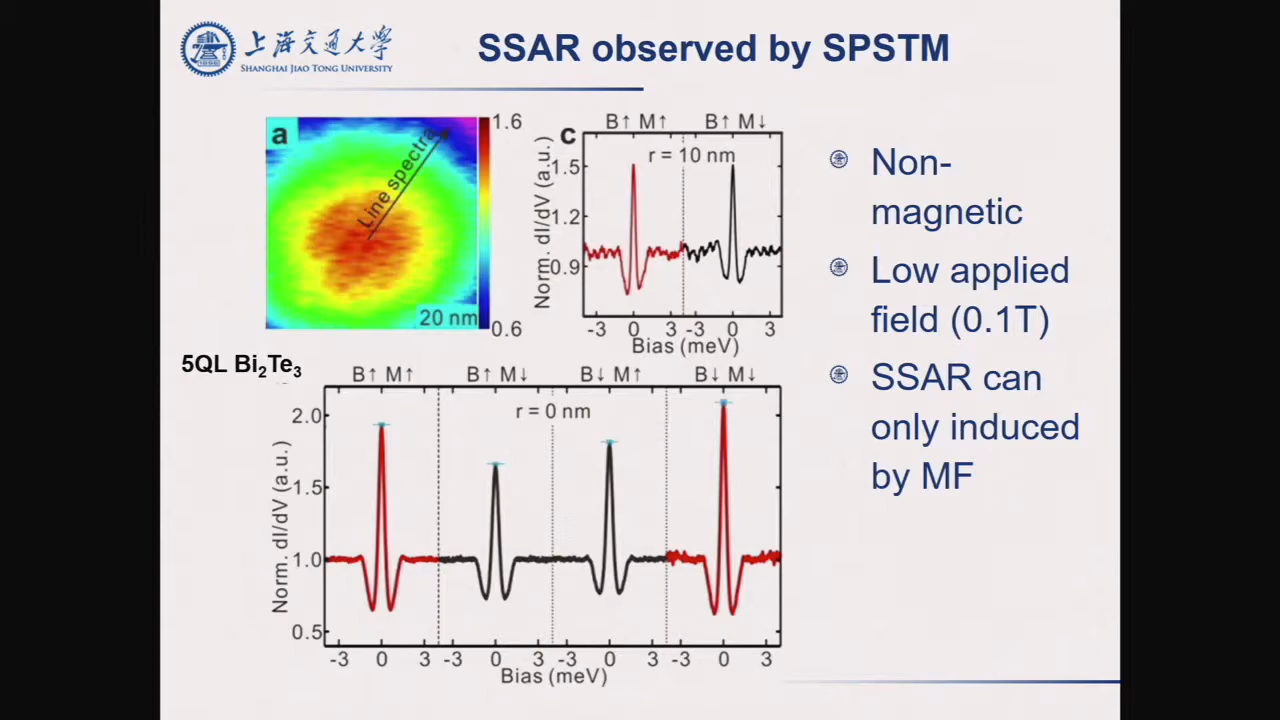 上海交通大学
SHANGHAI JIAO TONG UNIVERSITY
SSAR observed by SPSTM
a
Line spectra
20 nm
1.6
0.6
5QL Bi₂Te₃
c
B↑ M↑ B↑ M↓
r = 10 nm
Norm. dI/dV (a.u.)
1.5
1.2
0.9
-3 0 3 -3 0 3
Bias (meV)
B↑ M↑ B↑ M↓ B↓ M↑ B↓ M↓
r = 0 nm
Norm. dI/dV (a.u.)
2.0
1.5
1.0
0.5
-3 0 3 -3 0 3 -3 0 3 -3 0 3
Bias (meV)
Non-
magnetic
Low applied
field (0.1T)
SSAR can
only induced
by MF